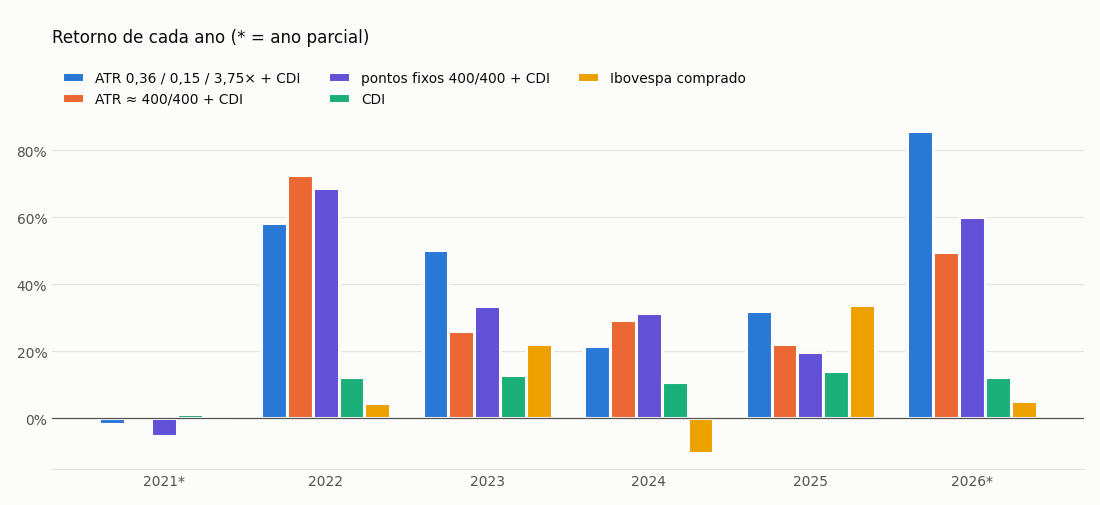 Retorno de cada ano (* = ano parcial)
ATR 0,36 / 0,15 / 3,75× + CDI
pontos fixos 400/400 + CDI
Ibovespa comprado
ATR ≈ 400/400 + CDI
CDI
80%
60%
40%
20%
0%
2021*
2022
2023
2024
2025
2026*